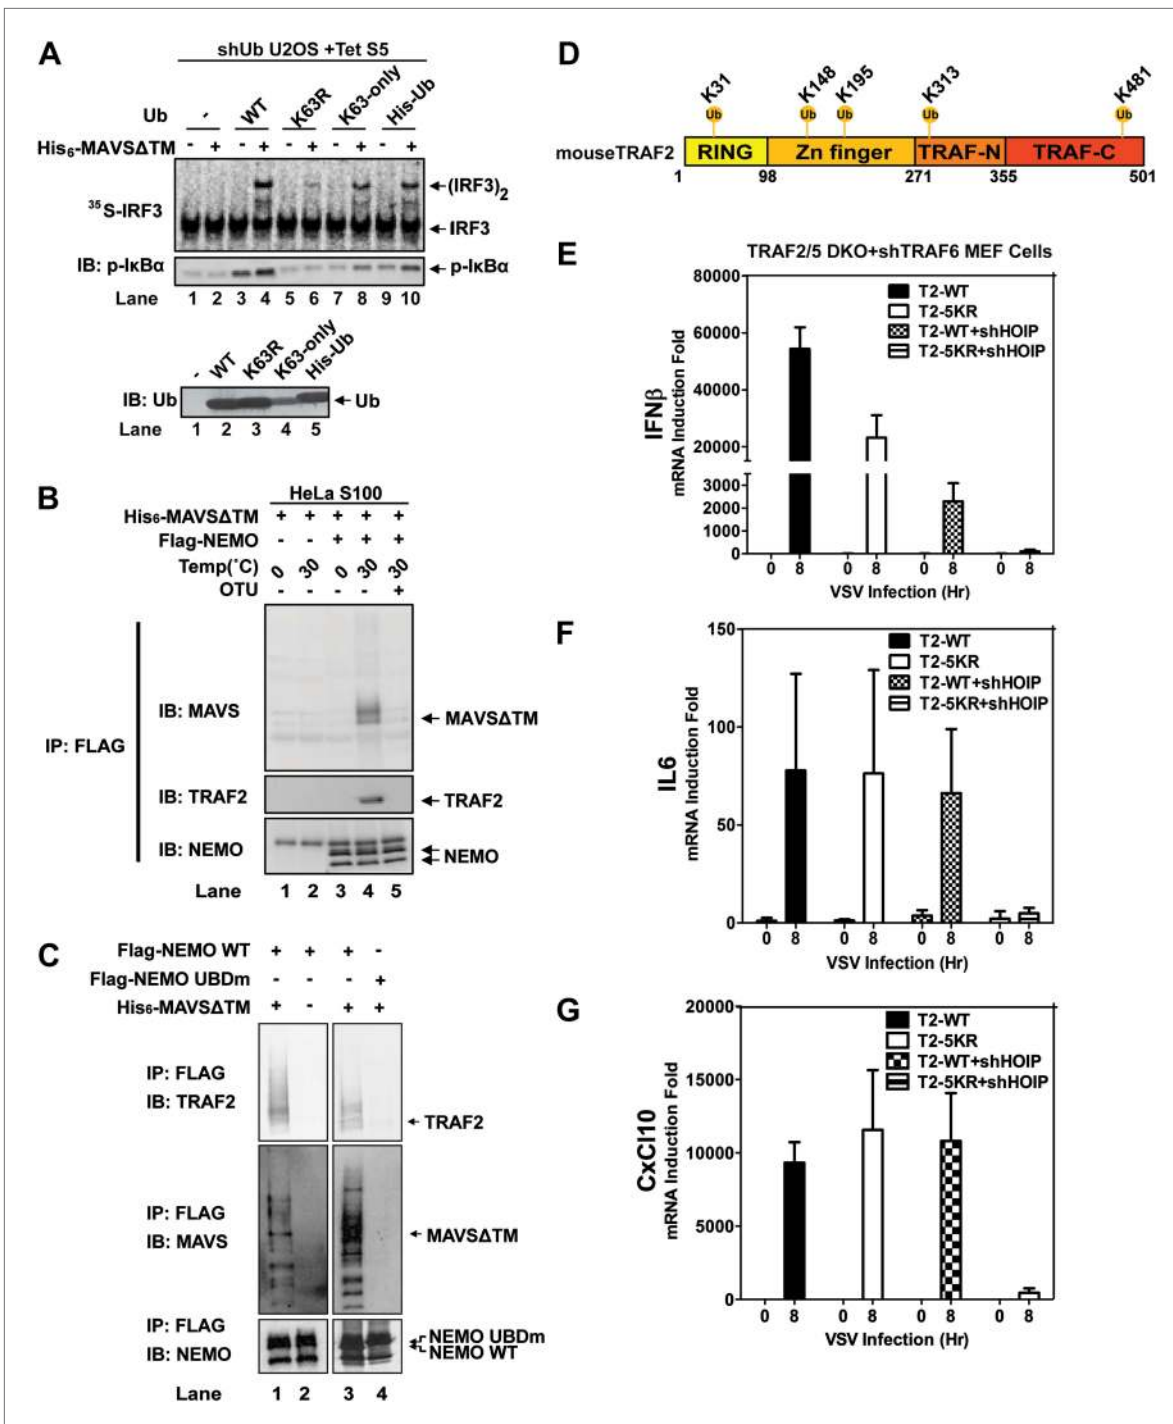 A
shUb U2OS +Tet S5
Ub - WT K63R K63-only His-Ub
His₆-MAVSΔTM - + - + - + - + - +
³⁵S-IRF3
(IRF3)₂
IRF3
IB: p-IκBα
p-IκBα
Lane 1 2 3 4 5 6 7 8 9 10
- WT K63R K63-only His-Ub
IB: Ub
Ub
Lane 1 2 3 4 5
B
HeLa S100
His₆-MAVSΔTM + + + + +
Flag-NEMO - - + + +
Temp(˚C) 0 30 0 30 30
OTU - - - - +
IP: FLAG
IB: MAVS
MAVSΔTM
IB: TRAF2
TRAF2
IB: NEMO
NEMO
Lane 1 2 3 4 5
C
Flag-NEMO WT + + + -
Flag-NEMO UBDm - - - +
His₆-MAVSΔTM + - + +
IP: FLAG
IB: TRAF2
TRAF2
IP: FLAG
IB: MAVS
MAVSΔTM
IP: FLAG
IB: NEMO
NEMO UBDm
NEMO WT
Lane 1 2 3 4
D
K31 K148 K195 K313 K481
Ub Ub Ub Ub Ub
mouseTRAF2 RING Zn finger TRAF-N TRAF-C
1 98 271 355 501
E
TRAF2/5 DKO+shTRAF6 MEF Cells
IFNβ
mRNA Induction Fold
80000
60000
40000
20000
3000
2000
1000
0
T2-WT
T2-5KR
T2-WT+shHOIP
T2-5KR+shHOIP
0 8 0 8 0 8 0 8
VSV Infection (Hr)
F
IL6
mRNA Induction Fold
150
100
50
0
T2-WT
T2-5KR
T2-WT+shHOIP
T2-5KR+shHOIP
0 8 0 8 0 8 0 8
VSV Infection (Hr)
G
CxCl10
mRNA Induction Fold
20000
15000
10000
5000
0
T2-WT
T2-5KR
T2-WT+shHOIP
T2-5KR+shHOIP
0 8 0 8 0 8 0 8
VSV Infection (Hr)